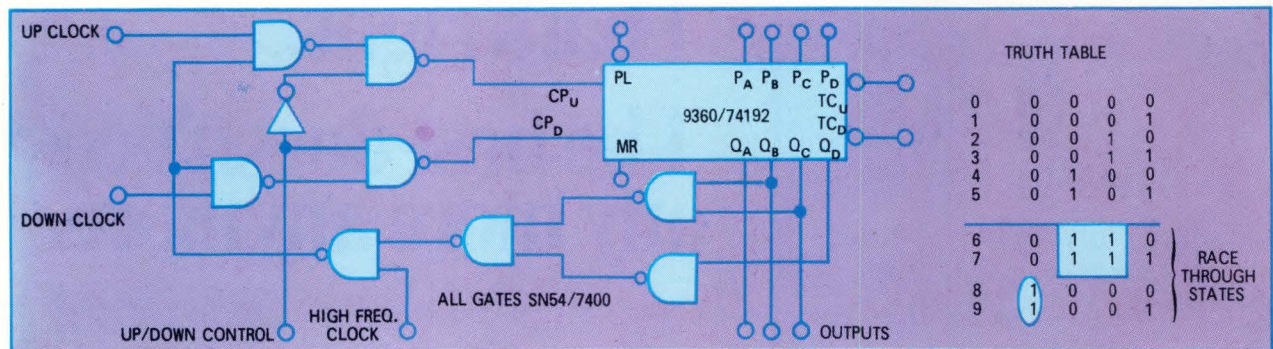 UP CLOCK
DOWN CLOCK
UP/DOWN CONTROL
HIGH FREQ.
CLOCK
ALL GATES SN54/7400
CP_U
CP_D
PL
P_A P_B P_C P_D
TC_U
9360/74192
TC_D
MR
Q_A Q_B Q_C Q_D
OUTPUTS
TRUTH TABLE
0 0 0 0 0
1 0 0 0 1
2 0 0 1 0
3 0 0 1 1
4 0 1 0 0
5 0 1 0 1
6 0 1 1 0
7 0 1 1 1
8 1 0 0 0
9 1 0 0 1
RACE
THROUGH
STATES